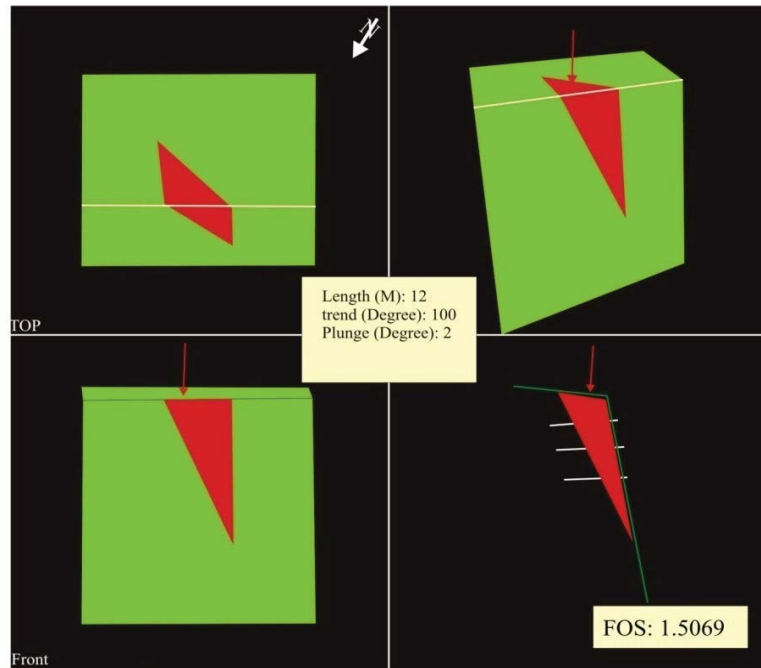 N
TOP
Length (M): 12
trend (Degree): 100
Plunge (Degree): 2
Front
FOS: 1.5069